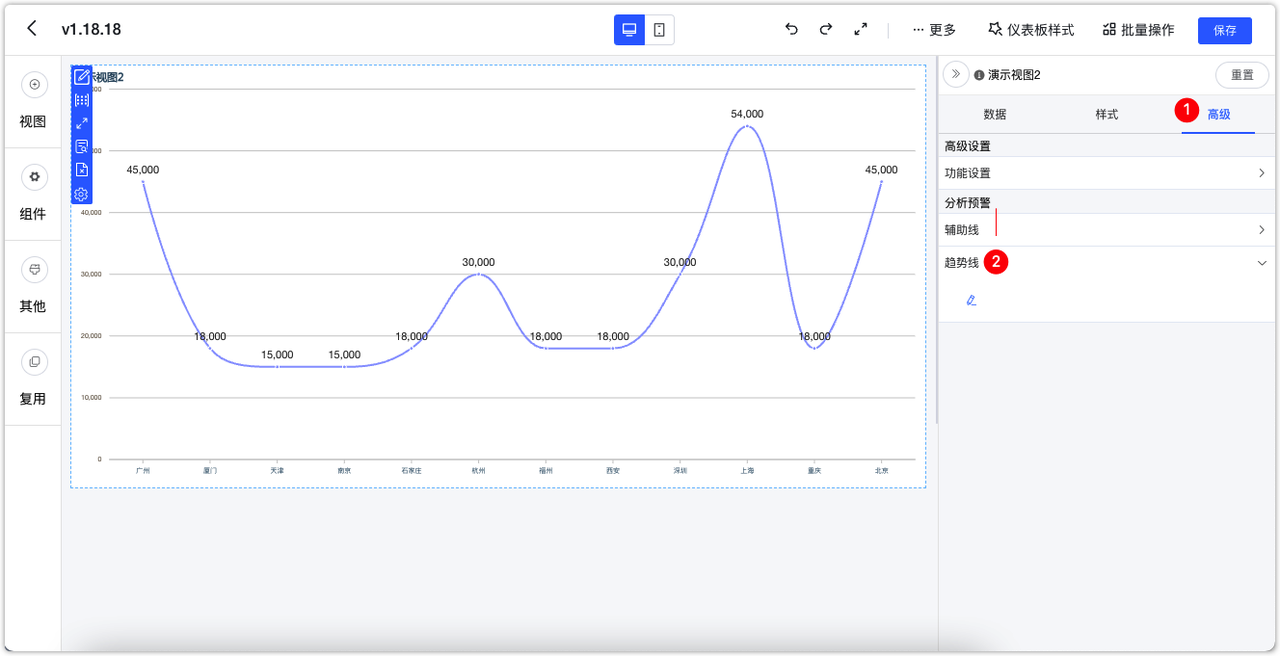 v1.18.18
更多
仪表板样式
批量操作
保存
视图
组件
其他
复用
示视图2
40,000
30,000
20,000
10,000
0
45,000
18,000
15,000
15,000
18,000
30,000
18,000
18,000
30,000
54,000
18,000
45,000
广州
厦门
天津
南京
石家庄
杭州
福州
西安
深圳
上海
重庆
北京
演示视图2
重置
数据
样式
1
高级
高级设置
功能设置
分析预警
辅助线
趋势线
2